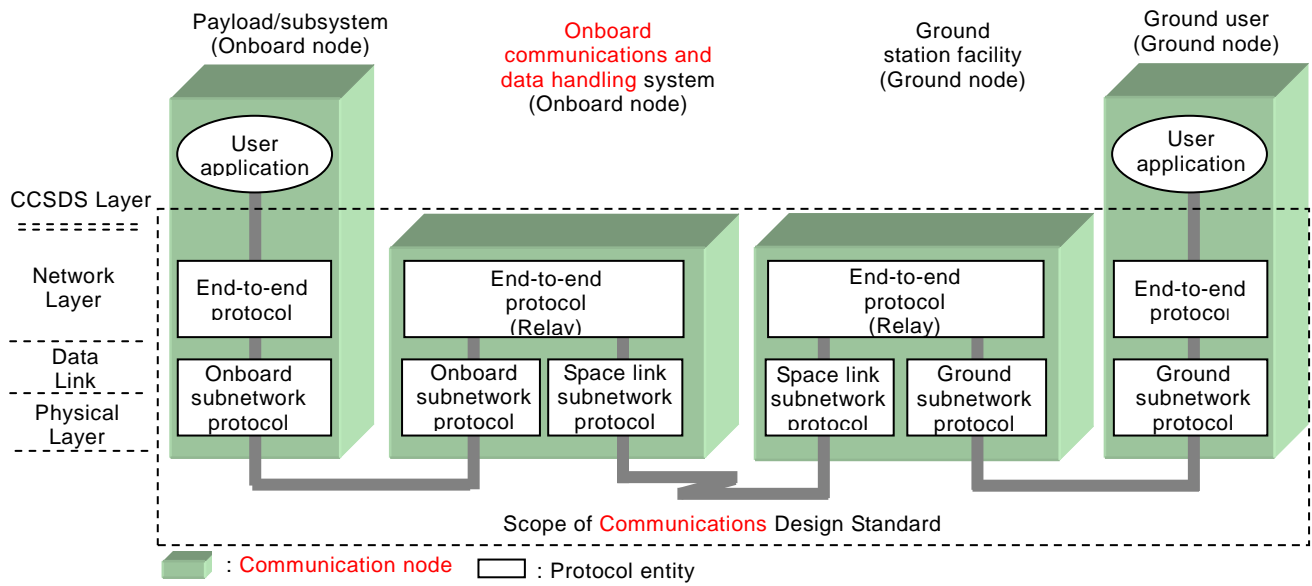 Payload/subsystem
(Onboard node)
Onboard
communications and
data handling system
(Onboard node)
Ground
station facility
(Ground node)
Ground user
(Ground node)
User
application
User
application
CCSDS Layer
Network
Layer
End-to-end
protocol
End-to-end
protocol
(Relay)
End-to-end
protocol
(Relay)
End-to-end
protocol
Data
Link
Physical
Layer
Onboard
subnetwork
protocol
Onboard
subnetwork
protocol
Space link
subnetwork
protocol
Space link
subnetwork
protocol
Ground
subnetwork
protocol
Ground
subnetwork
protocol
Scope of Communications Design Standard
: Communication node
: Protocol entity